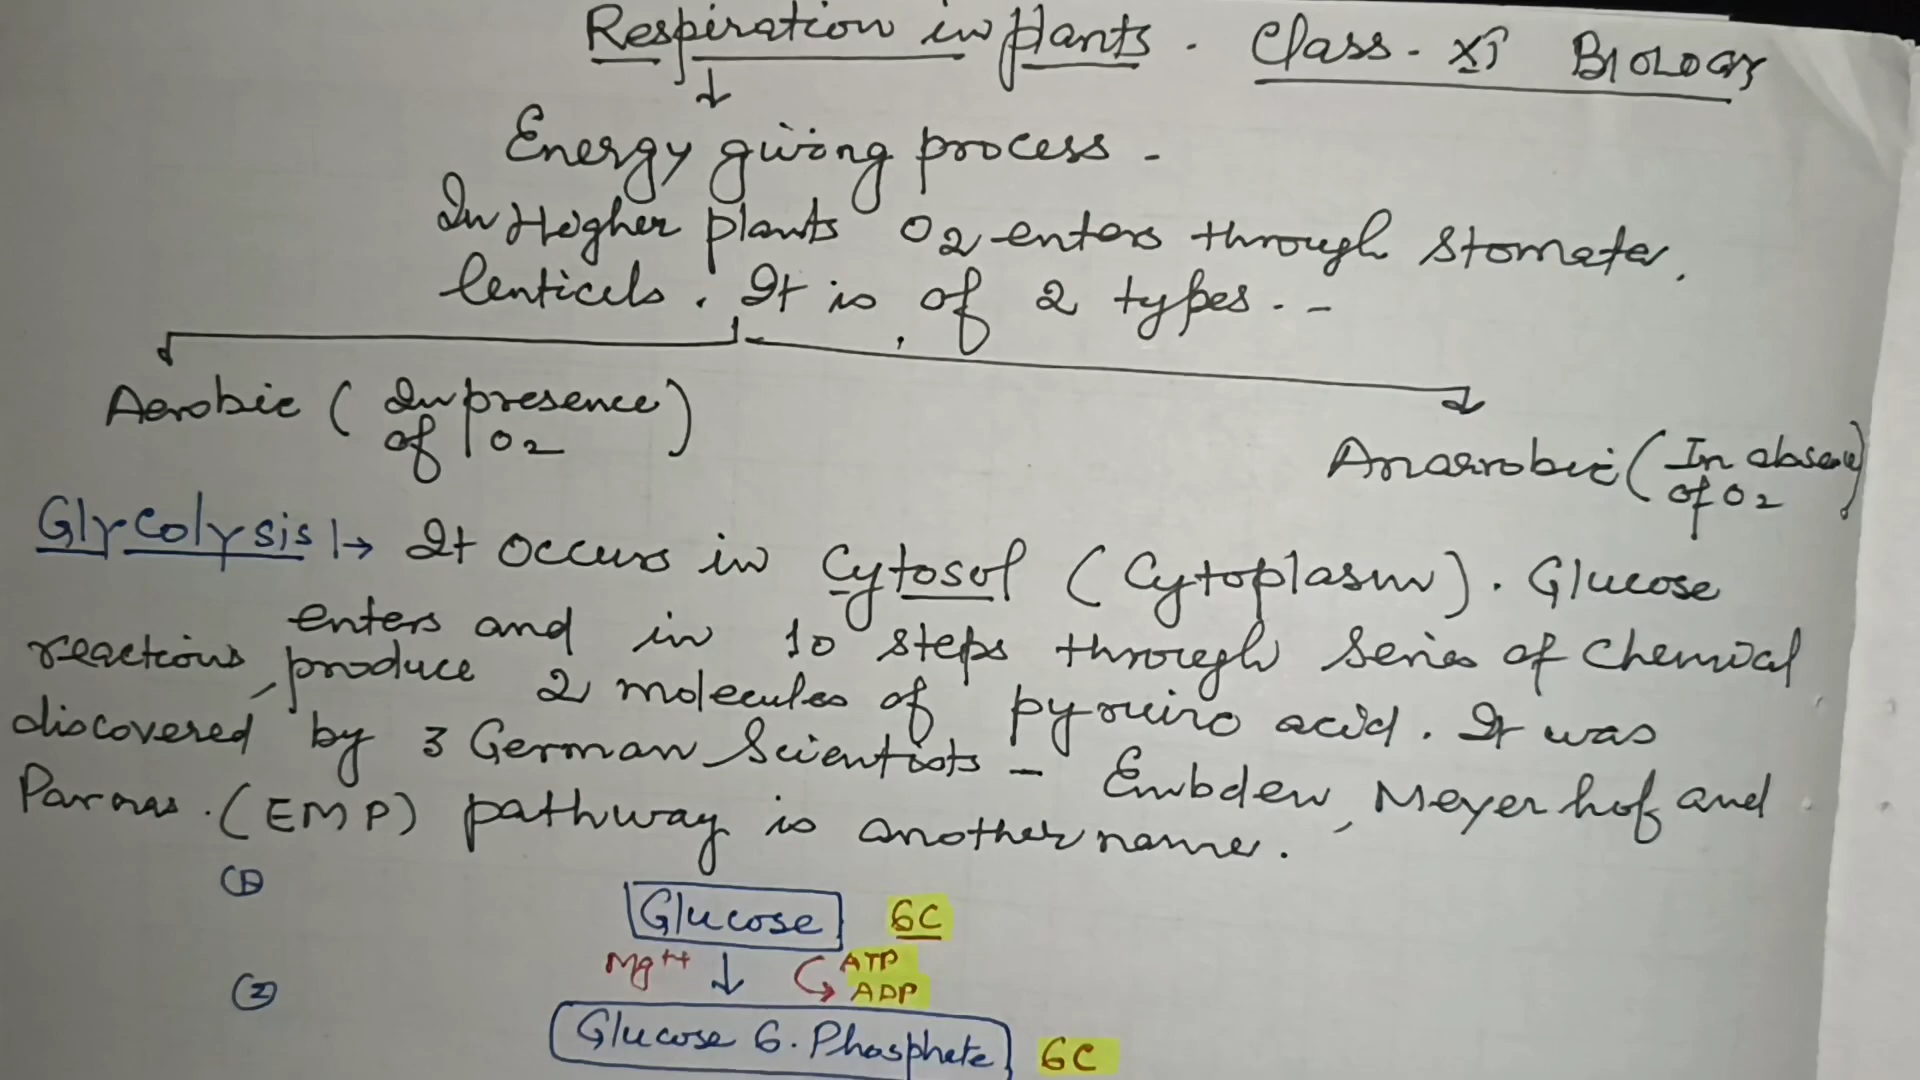 Respiration in plants. Class-XI BIOLOGY
Energy giving process -
In Higher plants O2 enters through stomata,
lenticels. It is of 2 types. -
Aerobic (In presence of O2)
Anaerobic (In absence of O2)
Glycolysis :→ It occurs in Cytosol (Cytoplasm). Glucose
enters and in 10 steps through series of Chemical
reactions, produce 2 molecules of pyruvic acid. It was
discovered by 3 German Scientists - Embden, Meyerhof and
Parnas. (EMP) pathway is another name.
① Glucose 6C
Mg++ ↓ ATP
ADP
② Glucose 6. Phosphate 6C